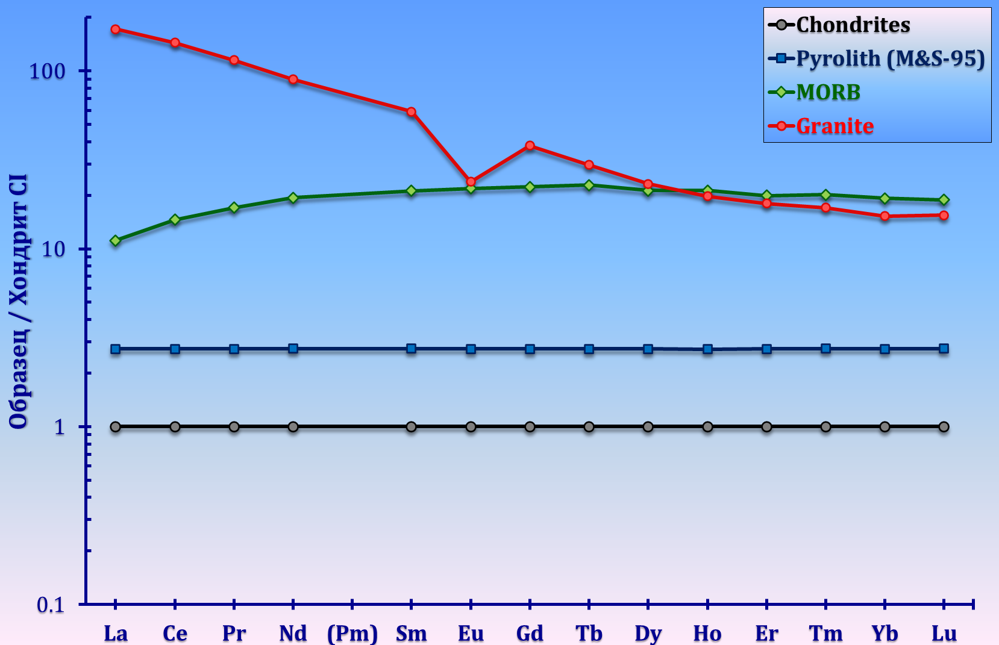 Chondrites
Pyrolith (M&S-95)
MORB
Granite
Образец / Хондрит CI
100
10
1
0.1
La Ce Pr Nd (Pm) Sm Eu Gd Tb Dy Ho Er Tm Yb Lu